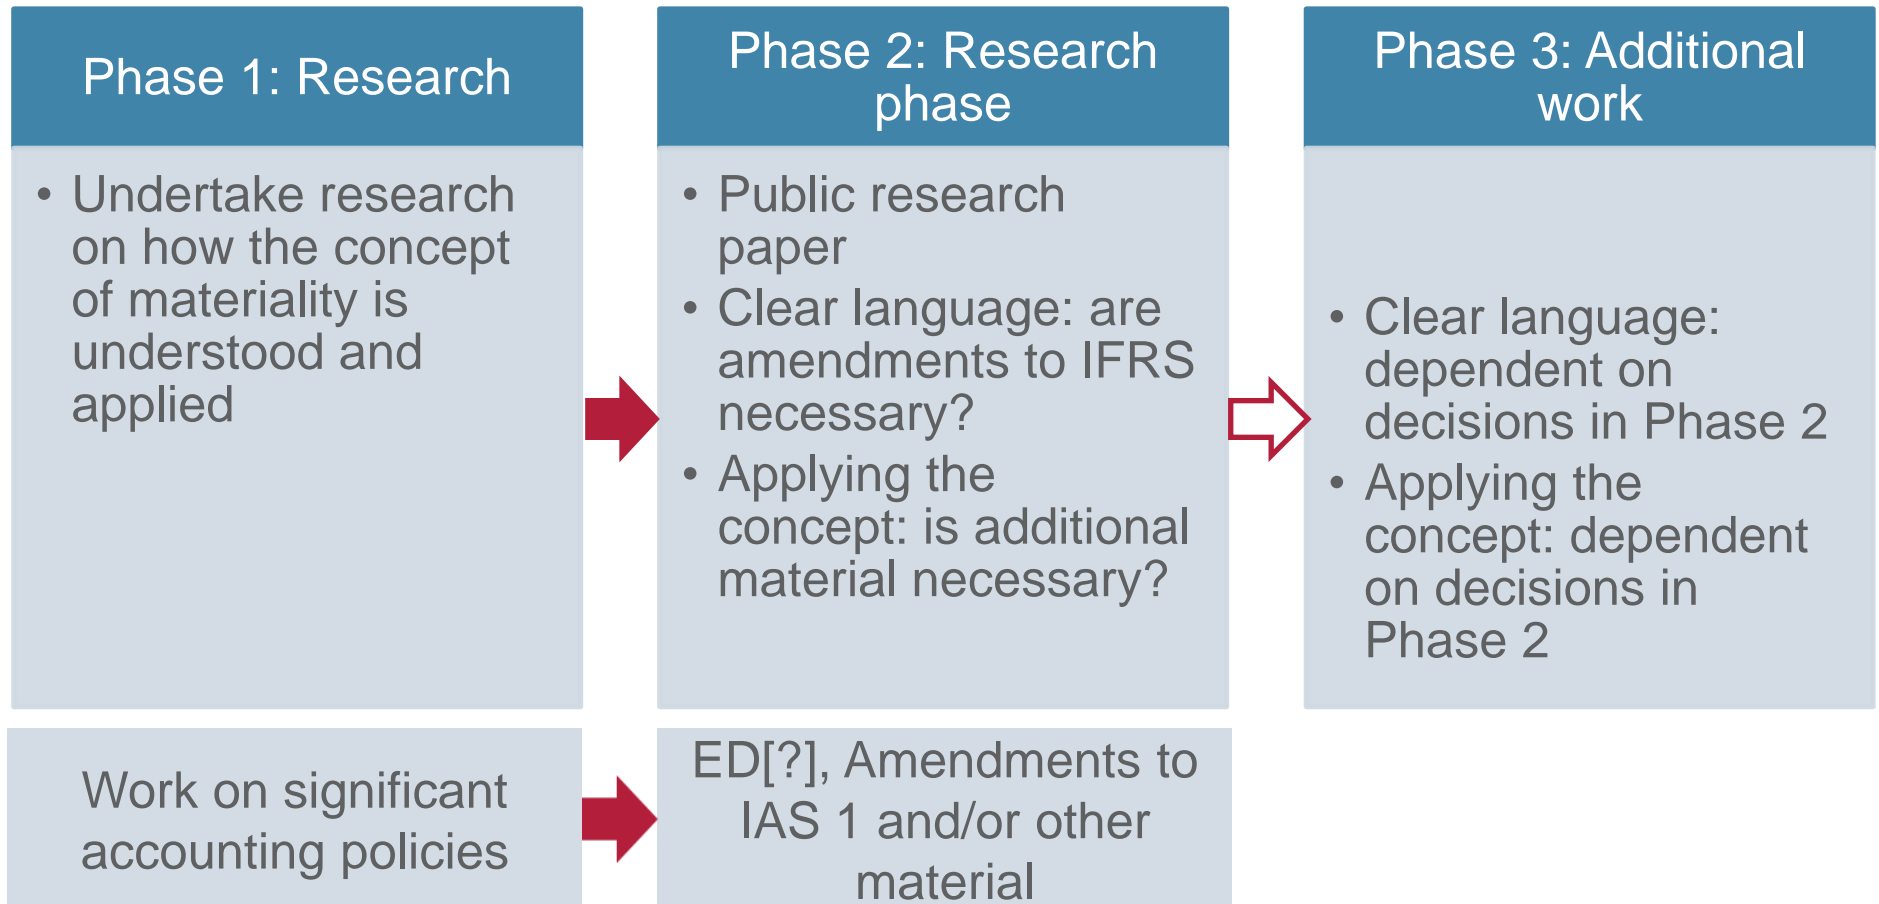 Phase 1: Research
• Undertake research
on how the concept
of materiality is
understood and
applied
Phase 2: Research
phase
• Public research
paper
• Clear language: are
amendments to IFRS
necessary?
• Applying the
concept: is additional
material necessary?
Phase 3: Additional
work
• Clear language:
dependent on
decisions in Phase 2
• Applying the
concept: dependent
on decisions in
Phase 2
Work on significant
accounting policies
ED[?], Amendments to
IAS 1 and/or other
material